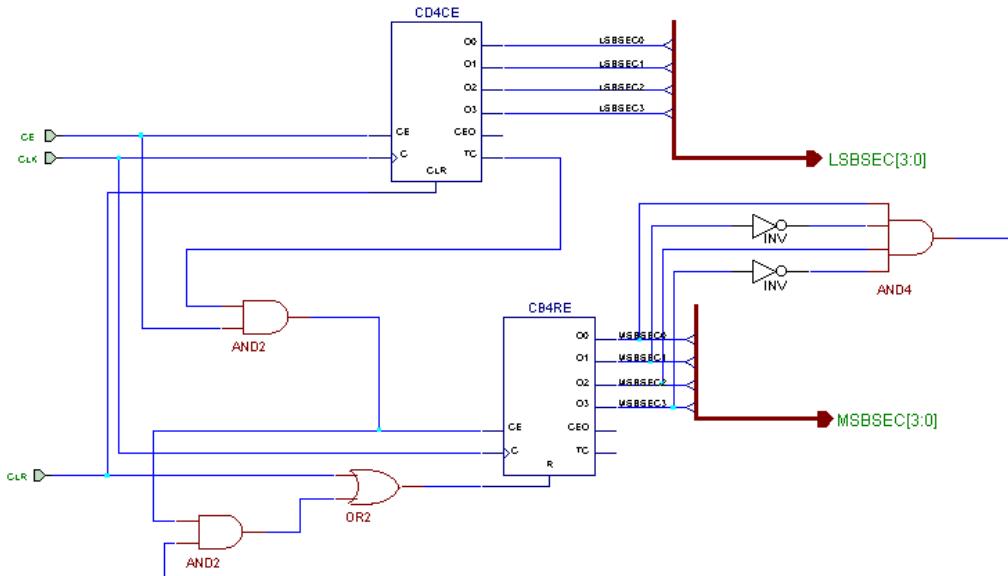 CD4CE
O0
LSBSEC0
O1
LSBSEC1
O2
LSBSEC2
O3
LSBSEC3
CE
CE
CEO
CLK
C
TC
CLR
LSBSEC[3:0]
INV
INV
AND4
AND2
CB4RE
O0
MSBSEC0
O1
MSBSEC1
O2
MSBSEC2
O3
MSBSEC3
MSBSEC[3:0]
CE
CEO
C
TC
R
CLR
OR2
AND2